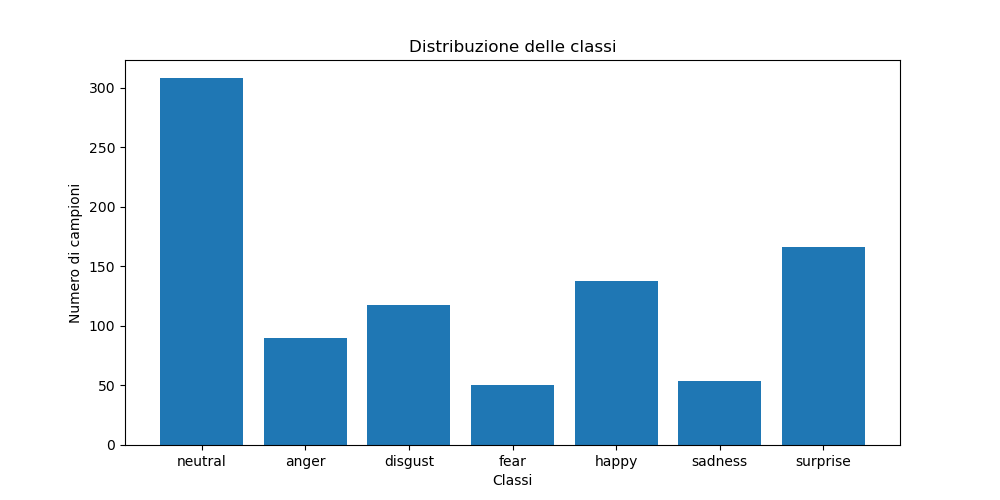 Distribuzione delle classi
Numero di campioni
300
250
200
150
100
50
0
neutral anger disgust fear happy sadness surprise
Classi